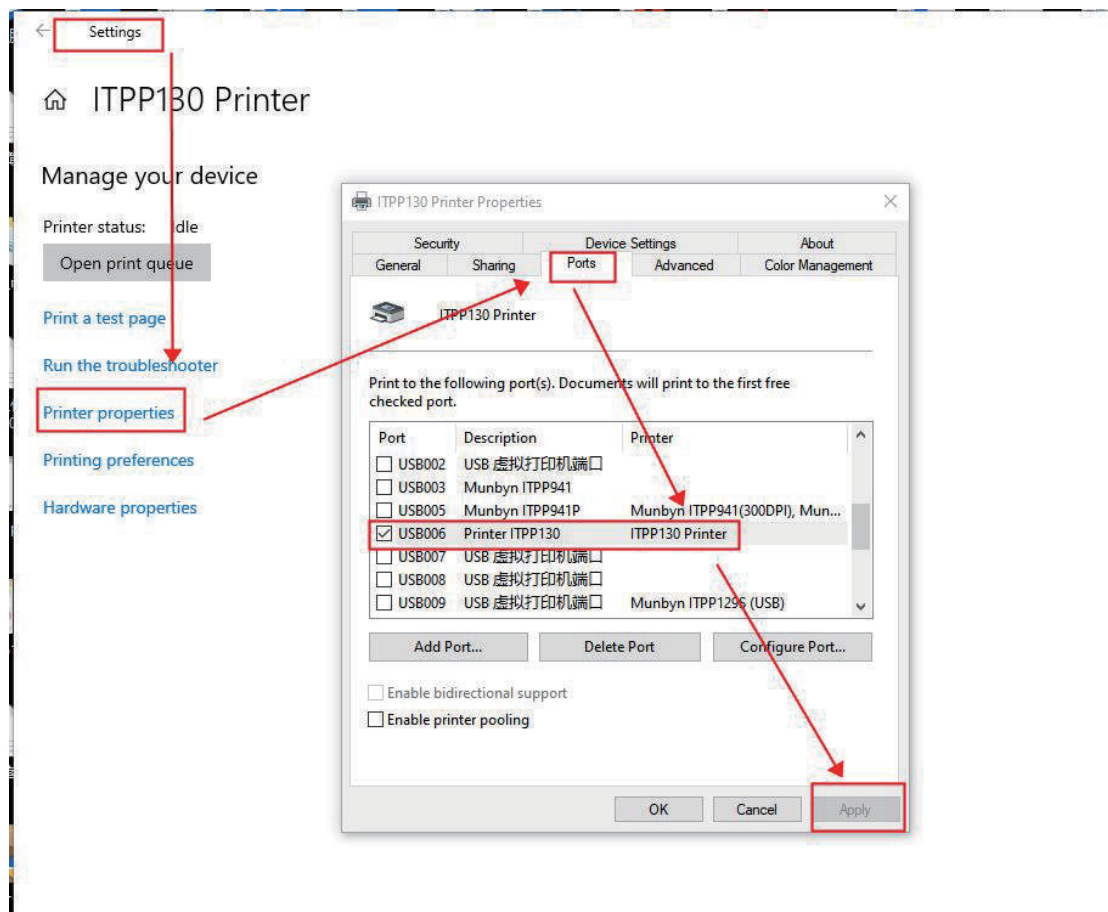 Settings
ITPP130 Printer
Manage your device
Printer status: Idle
Open print queue
Print a test page
Run the troubleshooter
Printer properties
Printing preferences
Hardware properties
ITPP130 Printer Properties
Security Device Settings About
General Sharing Ports Advanced Color Management
ITPP130 Printer
Print to the following port(s). Documents will print to the first free
checked port.
Port Description Printer
USB002 USB 虚拟打印机端口
USB003 Munbyn ITPP941
USB005 Munbyn ITPP941P Munbyn ITPP941(300DPI), Mun...
USB006 Printer ITPP130 ITPP130 Printer
USB007 USB 虚拟打印机端口
USB008 USB 虚拟打印机端口
USB009 USB 虚拟打印机端口 Munbyn ITPP129S (USB)
Add Port... Delete Port Configure Port...
Enable bidirectional support
Enable printer pooling
OK Cancel Apply